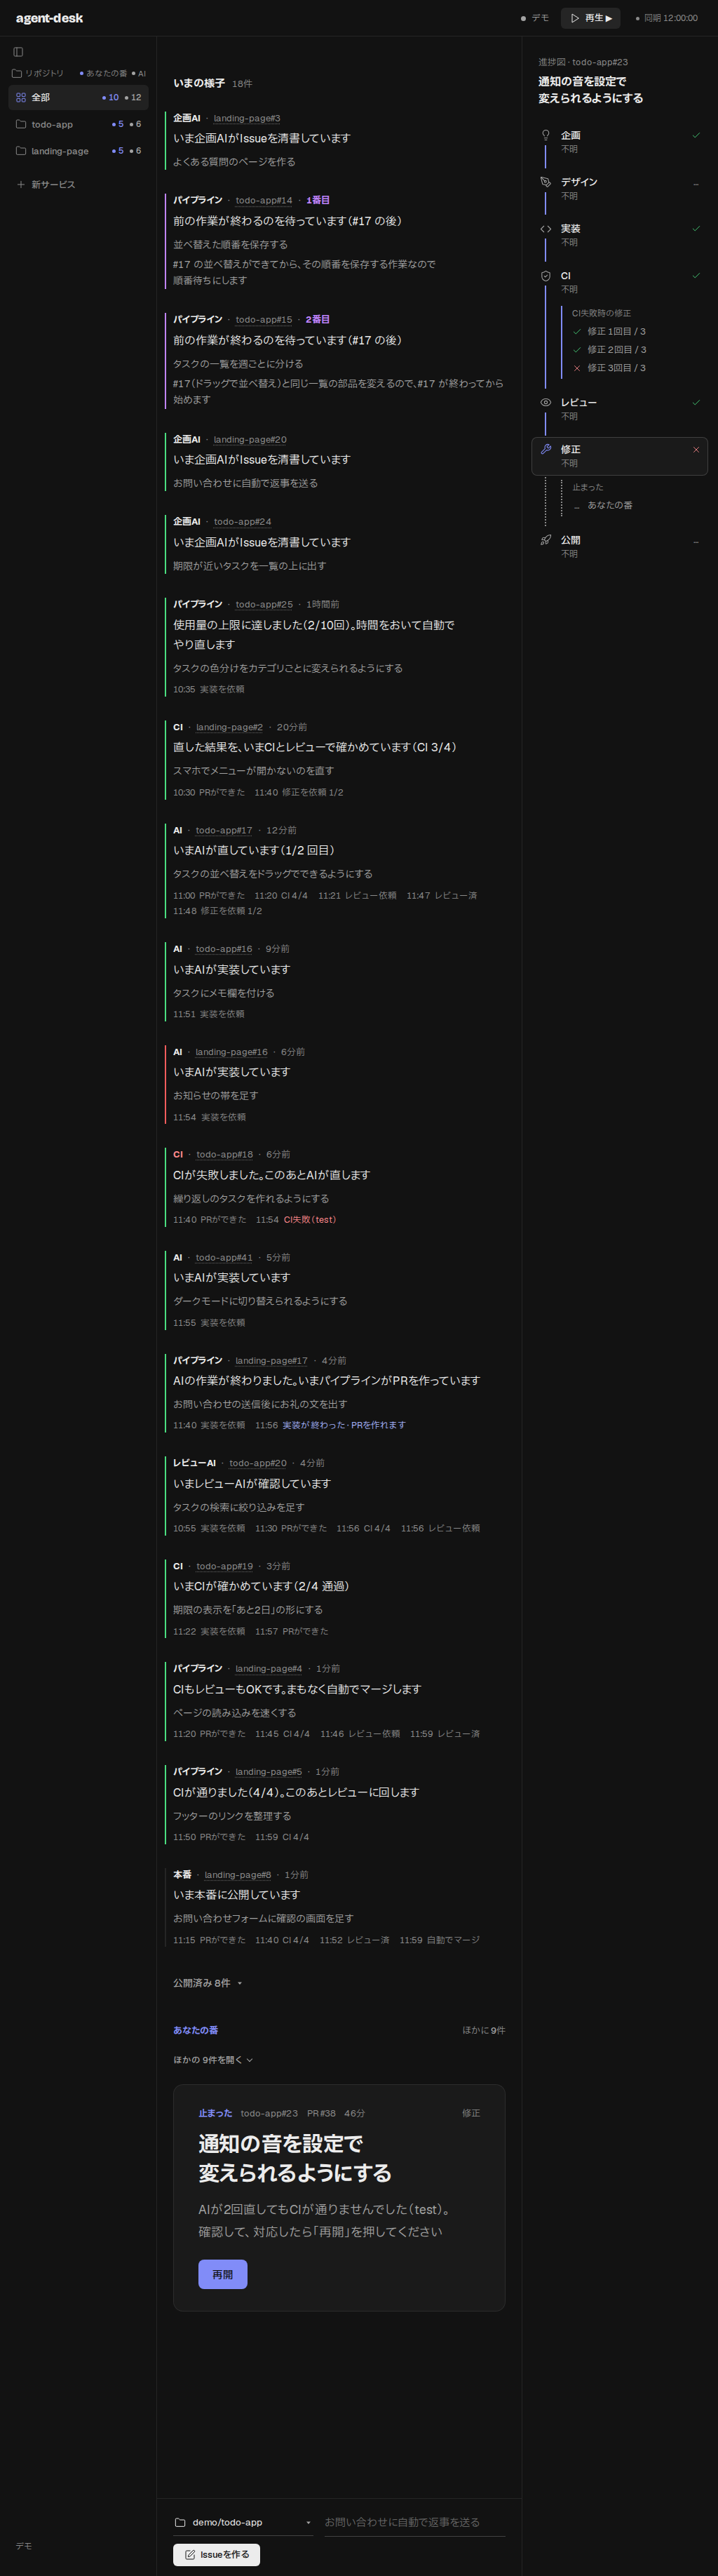 agent-desk
デモ
再生 ▶
同期 12:00:00
リポジトリ
あなたの番 AI
全部 10 12
todo-app 5 6
landing-page 5 6
新サービス
デモ
いまの様子 18件
企画AI · landing-page#3
いま企画AIがIssueを清書しています
よくある質問のページを作る
パイプライン · todo-app#14 · 1番目
前の作業が終わるのを待っています（#17 の後）
並べ替えた順番を保存する
#17 の並べ替えができてから、その順番を保存する作業なので
順番待ちにします
パイプライン · todo-app#15 · 2番目
前の作業が終わるのを待っています（#17 の後）
タスクの一覧を週ごとに分ける
#17（ドラッグで並べ替え）と同じ一覧の部品を変えるので、#17 が終わってから
始めます
企画AI · landing-page#20
いま企画AIがIssueを清書しています
お問い合わせに自動で返事を送る
企画AI · todo-app#24
いま企画AIがIssueを清書しています
期限が近いタスクを一覧の上に出す
パイプライン · todo-app#25 · 1時間前
使用量の上限に達しました（2/10回）。時間をおいて自動で
やり直します
タスクの色分けをカテゴリごとに変えられるようにする
10:35 実装を依頼
CI · landing-page#2 · 20分前
直した結果を、いまCIとレビューで確かめています（CI 3/4）
スマホでメニューが開かないのを直す
10:30 PRができた 11:40 修正を依頼 1/2
AI · todo-app#17 · 12分前
いまAIが直しています（1/2 回目）
タスクの並べ替えをドラッグでできるようにする
11:00 PRができた 11:20 CI 4/4 11:21 レビュー依頼 11:47 レビュー済
11:48 修正を依頼 1/2
AI · todo-app#16 · 9分前
いまAIが実装しています
タスクにメモ欄を付ける
11:51 実装を依頼
AI · landing-page#16 · 6分前
いまAIが実装しています
お知らせの帯を足す
11:54 実装を依頼
CI · todo-app#18 · 6分前
CIが失敗しました。このあとAIが直します
繰り返しのタスクを作れるようにする
11:40 PRができた 11:54 CI失敗（test）
AI · todo-app#41 · 5分前
いまAIが実装しています
ダークモードに切り替えられるようにする
11:55 実装を依頼
パイプライン · landing-page#17 · 4分前
AIの作業が終わりました。いまパイプラインがPRを作っています
お問い合わせの送信後にお礼の文を出す
11:40 実装を依頼 11:56 実装が終わった・PRを作れます
レビューAI · todo-app#20 · 4分前
いまレビューAIが確認しています
タスクの検索に絞り込みを足す
10:55 実装を依頼 11:30 PRができた 11:56 CI 4/4 11:56 レビュー依頼
CI · todo-app#19 · 3分前
いまCIが確かめています（2/4 通過）
期限の表示を「あと2日」の形にする
11:22 実装を依頼 11:57 PRができた
パイプライン · landing-page#4 · 1分前
CIもレビューもOKです。まもなく自動でマージします
ページの読み込みを速くする
11:20 PRができた 11:45 CI 4/4 11:46 レビュー依頼 11:59 レビュー済
パイプライン · landing-page#5 · 1分前
CIが通りました（4/4）。このあとレビューに回します
フッターのリンクを整理する
11:50 PRができた 11:59 CI 4/4
本番 · landing-page#8 · 1分前
いま本番に公開しています
お問い合わせフォームに確認の画面を足す
11:15 PRができた 11:40 CI 4/4 11:52 レビュー済 11:59 自動でマージ
公開済み 8件
あなたの番 ほかに 9件
ほかの 9件を開く
止まった todo-app#23 PR #38 46分 修正
通知の音を設定で
変えられるようにする
AIが2回直してもCIが通りませんでした（test）。
確認して、対応したら「再開」を押してください
再開
demo/todo-app
お問い合わせに自動で返事を送る
Issueを作る
進捗図 · todo-app#23
通知の音を設定で
変えられるようにする
企画
不明
デザイン
不明
実装
不明
CI
不明
CI失敗時の修正
修正 1回目 / 3
修正 2回目 / 3
修正 3回目 / 3
レビュー
不明
修正
不明
止まった
あなたの番
公開
不明